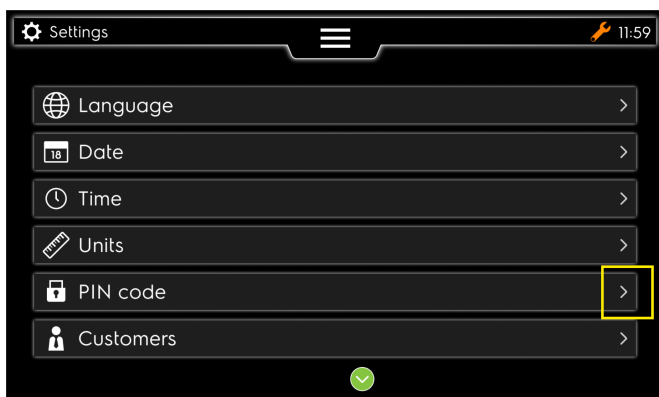 Settings
11:59
Language
18 Date
Time
Units
PIN code
Customers